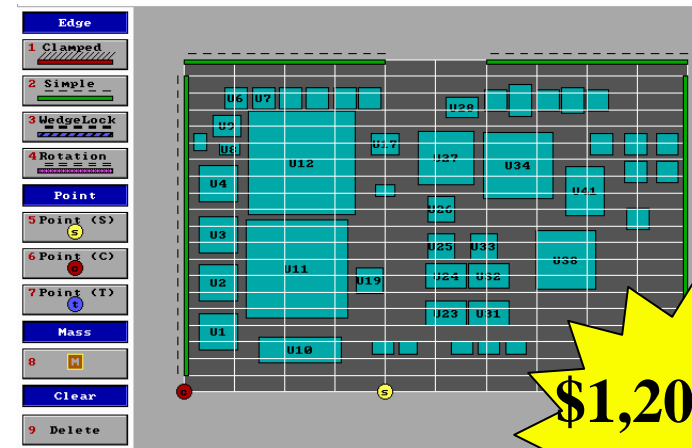 Edge
1 Clamped
2 Simple
3 WedgeLock
4 Rotation
Point
5 Point (S)
s
6 Point (C)
c
7 Point (T)
t
Mass
8 M
Clear
9 Delete
U6 U7
U28
U9
U8
U17
U12
U27
U34
U4
U41
U26
U3
U25 U33
U38
U11
U24 U32
U2
U19
U23 U31
U1
U10
c
s
$1,20